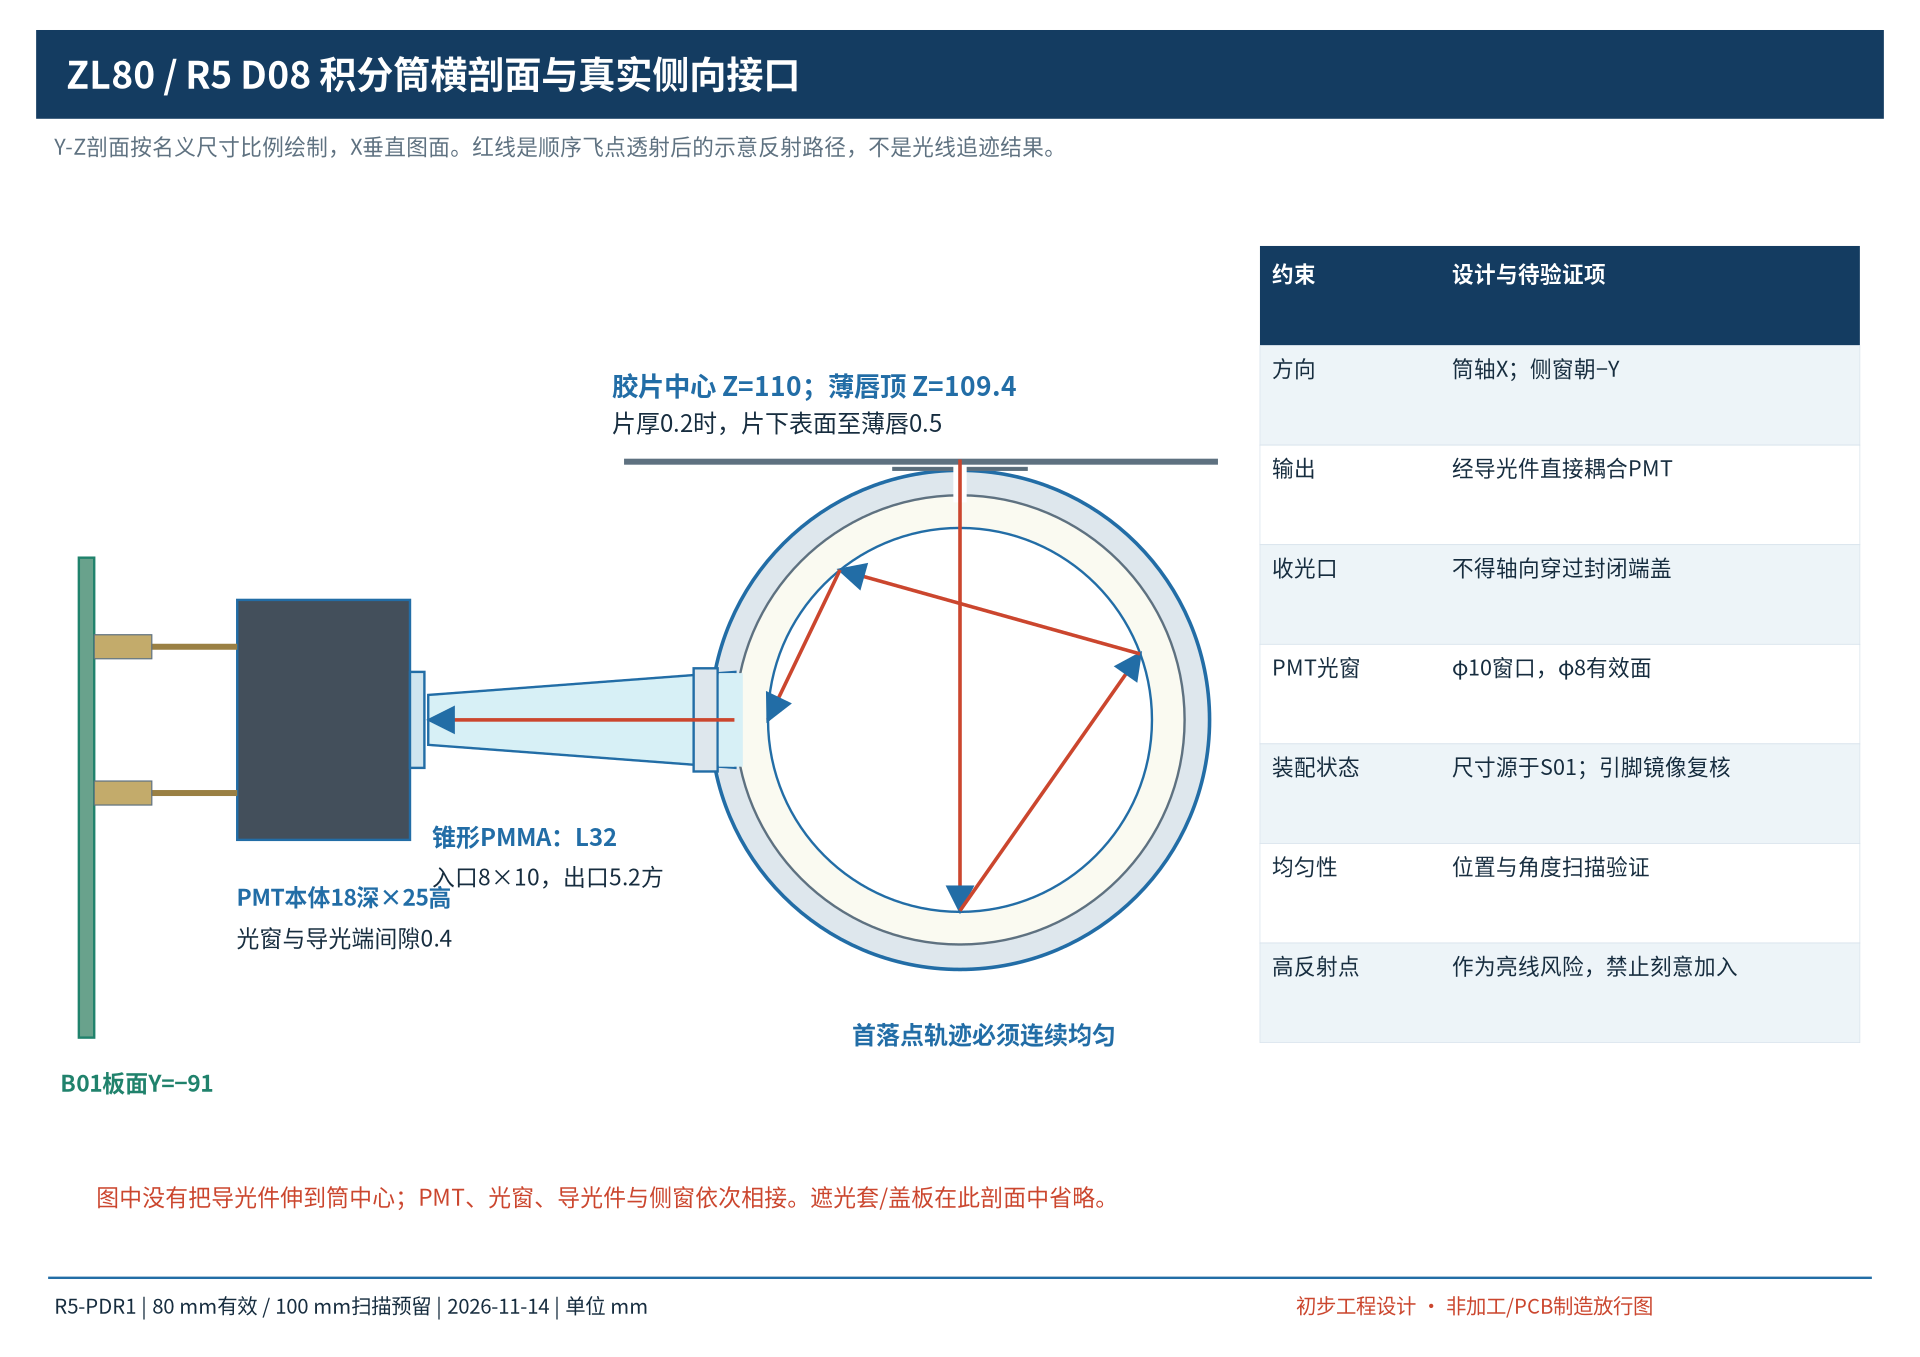 ZL80 / R5 D08 积分筒横剖面与真实侧向接口
Y-Z剖面按名义尺寸比例绘制，X垂直图面。红线是顺序飞点透射后的示意反射路径，不是光线追迹结果。
约束 设计与待验证项
方向 筒轴X；侧窗朝−Y
输出 经导光件直接耦合PMT
收光口 不得轴向穿过封闭端盖
PMT光窗 φ10窗口，φ8有效面
装配状态 尺寸源于S01；引脚镜像复核
均匀性 位置与角度扫描验证
高反射点 作为亮线风险，禁止刻意加入
胶片中心 Z=110；薄唇顶 Z=109.4
片厚0.2时，片下表面至薄唇0.5
锥形PMMA：L32
入口8×10，出口5.2方
PMT本体18深×25高
光窗与导光端间隙0.4
首落点轨迹必须连续均匀
B01板面Y=−91
图中没有把导光件伸到筒中心；PMT、光窗、导光件与侧窗依次相接。遮光套/盖板在此剖面中省略。
R5-PDR1 | 80 mm有效 / 100 mm扫描预留 | 2026-11-14 | 单位 mm
初步工程设计 · 非加工/PCB制造放行图